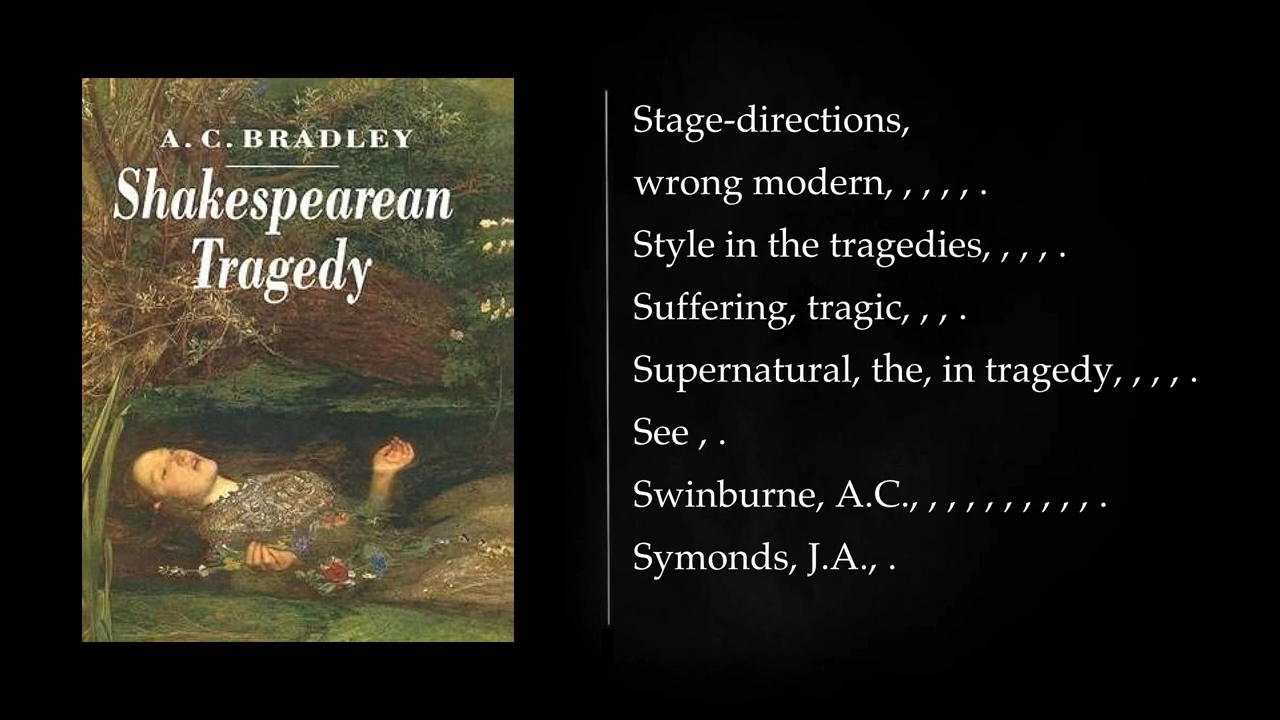 A. C. BRADLEY
Shakespearean
Tragedy
Stage-directions,
wrong modern, , , , , .
Style in the tragedies, , , , .
Suffering, tragic, , , .
Supernatural, the, in tragedy, , , , .
See , .
Swinburne, A.C., , , , , , , , , , .
Symonds, J.A., .